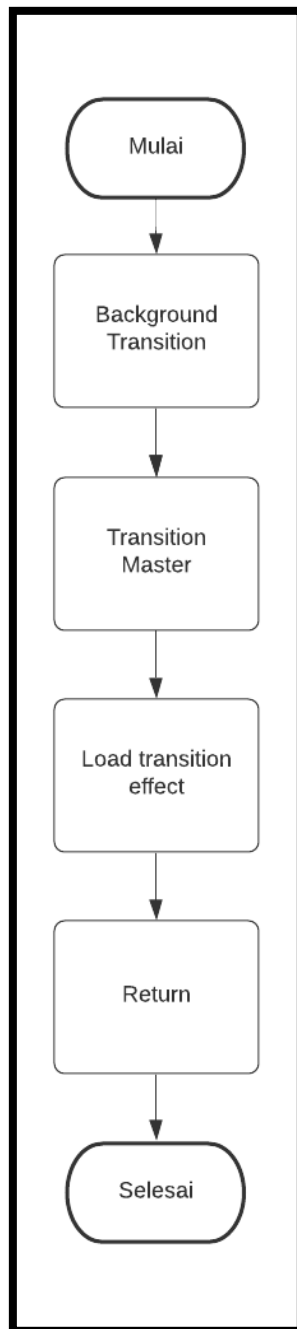 Mulai
Background
Transition
Transition
Master
Load transition
effect
Return
Selesai